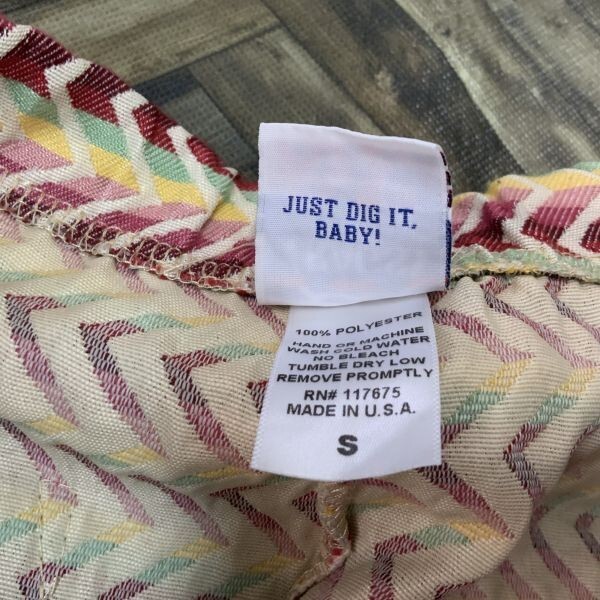 JUST DIG IT,
BABY!
100% POLYESTER
HAND OR MACHINE
WASH COLD WATER
NO BLEACH
TUMBLE DRY LOW
REMOVE PROMPTLY
RN# 117675
MADE IN U.S.A.
S